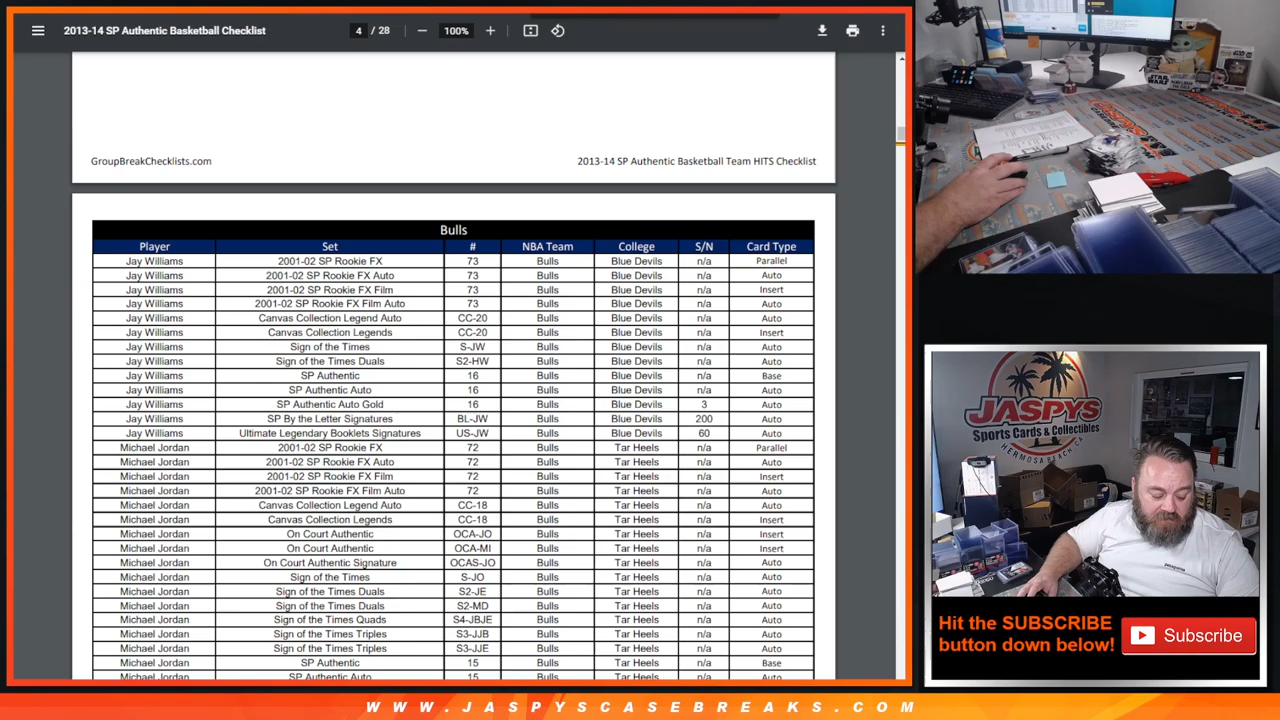 2013-14 SP Authentic Basketball Checklist 4 / 28 100%
GroupBreakChecklists.com 2013-14 SP Authentic Basketball Team HITS Checklist
Bulls
Player Set # NBA Team College S/N Card Type
Jay Williams 2001-02 SP Rookie FX 73 Bulls Blue Devils n/a Parallel
Jay Williams 2001-02 SP Rookie FX Auto 73 Bulls Blue Devils n/a Auto
Jay Williams 2001-02 SP Rookie FX Film 73 Bulls Blue Devils n/a Insert
Jay Williams 2001-02 SP Rookie FX Film Auto 73 Bulls Blue Devils n/a Auto
Jay Williams Canvas Collection Legend Auto CC-20 Bulls Blue Devils n/a Auto
Jay Williams Canvas Collection Legends CC-20 Bulls Blue Devils n/a Insert
Jay Williams Sign of the Times S-JW Bulls Blue Devils n/a Auto
Jay Williams Sign of the Times Duals S2-HW Bulls Blue Devils n/a Auto
Jay Williams SP Authentic 16 Bulls Blue Devils n/a Base
Jay Williams SP Authentic Auto 16 Bulls Blue Devils n/a Auto
Jay Williams SP Authentic Auto Gold 16 Bulls Blue Devils 3 Auto
Jay Williams SP By the Letter Signatures BL-JW Bulls Blue Devils 200 Auto
Jay Williams Ultimate Legendary Booklets Signatures US-JW Bulls Blue Devils 60 Auto
Michael Jordan 2001-02 SP Rookie FX 72 Bulls Tar Heels n/a Parallel
Michael Jordan 2001-02 SP Rookie FX Auto 72 Bulls Tar Heels n/a Auto
Michael Jordan 2001-02 SP Rookie FX Film 72 Bulls Tar Heels n/a Insert
Michael Jordan 2001-02 SP Rookie FX Film Auto 72 Bulls Tar Heels n/a Auto
Michael Jordan Canvas Collection Legend Auto CC-18 Bulls Tar Heels n/a Auto
Michael Jordan Canvas Collection Legends CC-18 Bulls Tar Heels n/a Insert
Michael Jordan On Court Authentic OCA-JO Bulls Tar Heels n/a Insert
Michael Jordan On Court Authentic OCA-MI Bulls Tar Heels n/a Insert
Michael Jordan On Court Authentic Signature OCAS-JO Bulls Tar Heels n/a Auto
Michael Jordan Sign of the Times S-JO Bulls Tar Heels n/a Auto
Michael Jordan Sign of the Times Duals S2-JE Bulls Tar Heels n/a Auto
Michael Jordan Sign of the Times Duals S2-MD Bulls Tar Heels n/a Auto
Michael Jordan Sign of the Times Quads S4-JBJE Bulls Tar Heels n/a Auto
Michael Jordan Sign of the Times Triples S3-JJB Bulls Tar Heels n/a Auto
Michael Jordan Sign of the Times Triples S3-JJE Bulls Tar Heels n/a Auto
Michael Jordan SP Authentic 15 Bulls Tar Heels n/a Base
Michael Jordan SP Authentic Auto 15 Bulls Tar Heels n/a Auto
STAR WARS
JASPYS
Sports Cards & Collectibles
HERMOSA BEACH, CA
Hit the SUBSCRIBE
button down below!
Subscribe
WWW.JASPYSCASEBREAKS.COM